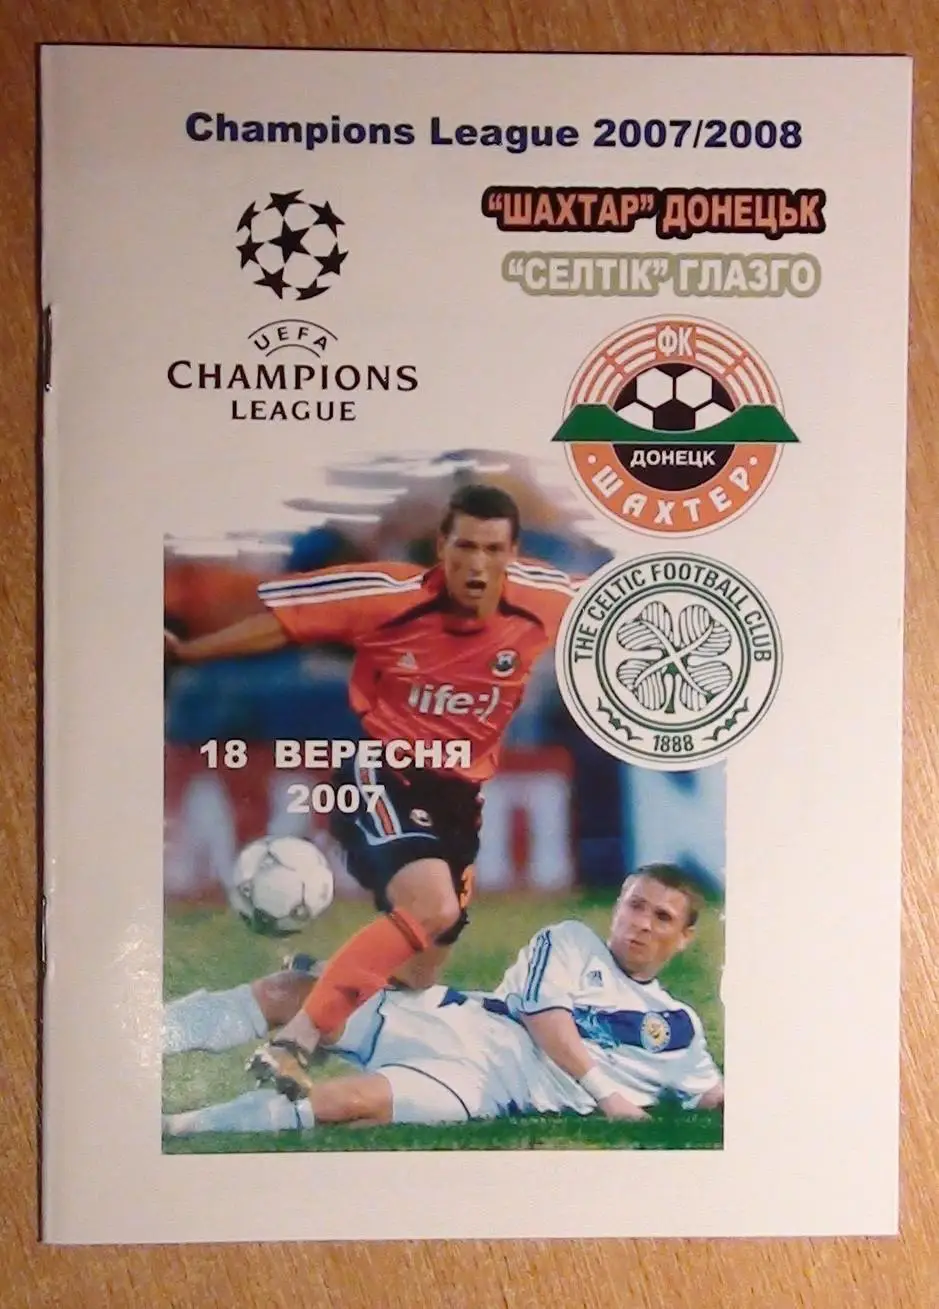 Champions League 2007/2008
"ШАХТАР" ДОНЕЦЬК
"СЕЛТІК" ГЛАЗГО
UEFA
CHAMPIONS
LEAGUE
ФК
ДОНЕЦК
ШАХТЕР
THE CELTIC FOOTBALL CLUB
1888
life:)
18 ВЕРЕСНЯ
2007